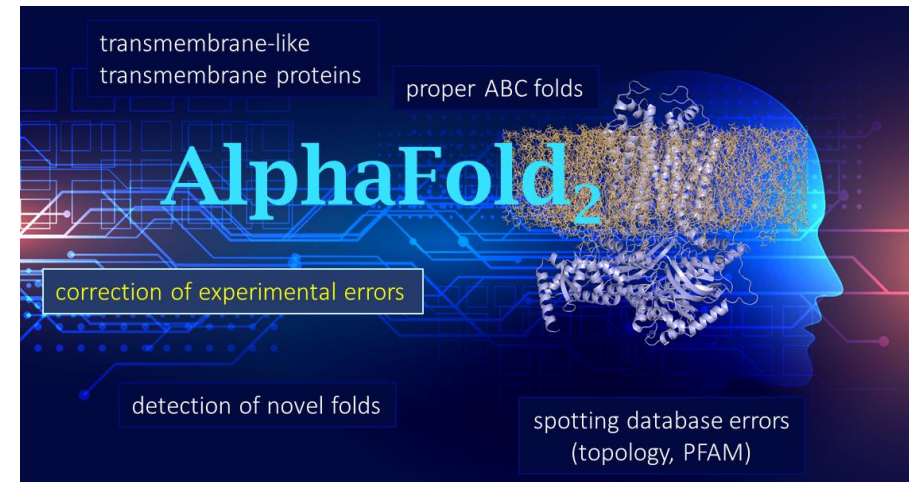 transmembrane-like
transmembrane proteins
proper ABC folds
AlphaFold2
correction of experimental errors
detection of novel folds
spotting database errors
(topology, PFAM)